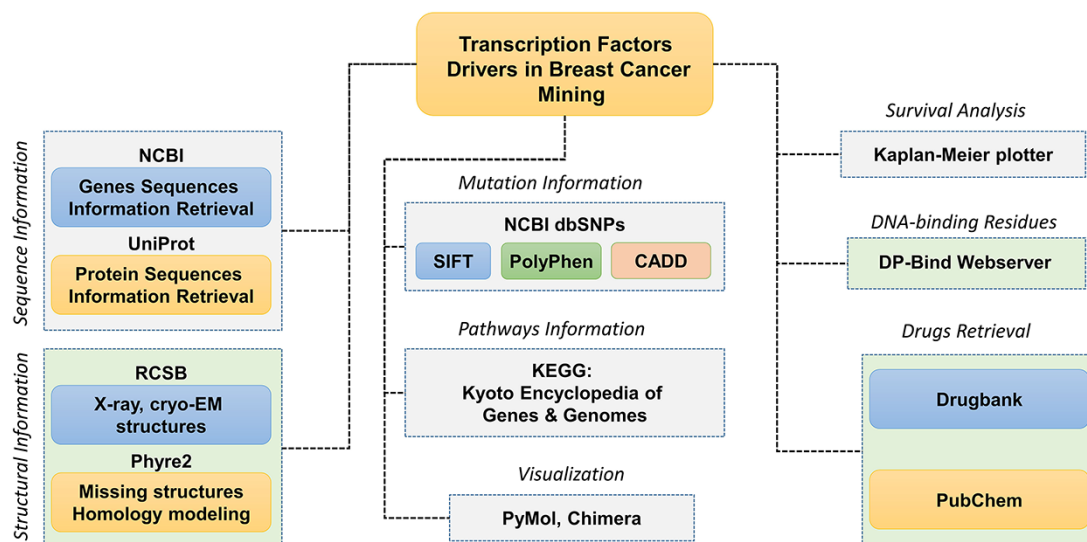 Transcription Factors
Drivers in Breast Cancer
Mining
Sequence Information
NCBI
Genes Sequences
Information Retrieval
UniProt
Protein Sequences
Information Retrieval
Structural Information
RCSB
X-ray, cryo-EM
structures
Phyre2
Missing structures
Homology modeling
Mutation Information
NCBI dbSNPs
SIFT
PolyPhen
CADD
Pathways Information
KEGG:
Kyoto Encyclopedia of
Genes & Genomes
Visualization
PyMol, Chimera
Survival Analysis
Kaplan-Meier plotter
DNA-binding Residues
DP-Bind Webserver
Drugs Retrieval
Drugbank
PubChem